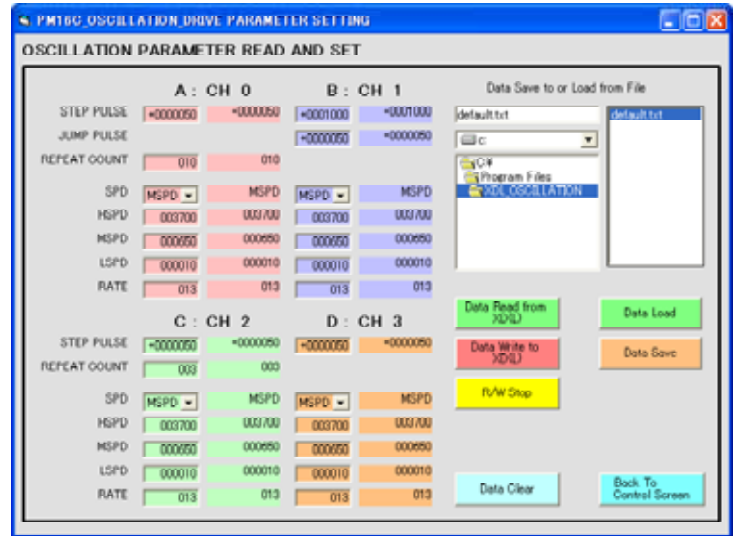 PM16C_OSCILLATION_DRIVE PARAMETER SETTING
OSCILLATION PARAMETER READ AND SET
A : CH 0 B : CH 1
STEP PULSE +0000050 +0000050 +0001000 +0001000
JUMP PULSE +0000050 +0000050
REPEAT COUNT 010 010
SPD MSPD MSPD MSPD MSPD
HSPD 003700 003700 003700 003700
MSPD 000650 000650 000650 000650
LSPD 000010 000010 000010 000010
RATE 013 013 013 013
C : CH 2 D : CH 3
STEP PULSE +0000050 +0000050 +0000050 +0000050
REPEAT COUNT 003 003
SPD MSPD MSPD MSPD MSPD
HSPD 003700 003700 003700 003700
MSPD 000650 000650 000650 000650
LSPD 000010 000010 000010 000010
RATE 013 013 013 013
Data Save to or Load from File
default.txt default.txt
c:
C:¥
Program Files
XDL_OSCILLATION
Data Read from
XD(L)
Data Load
Data Write to
XD(L)
Data Save
R/W Stop
Data Clear
Back To
Control Screen